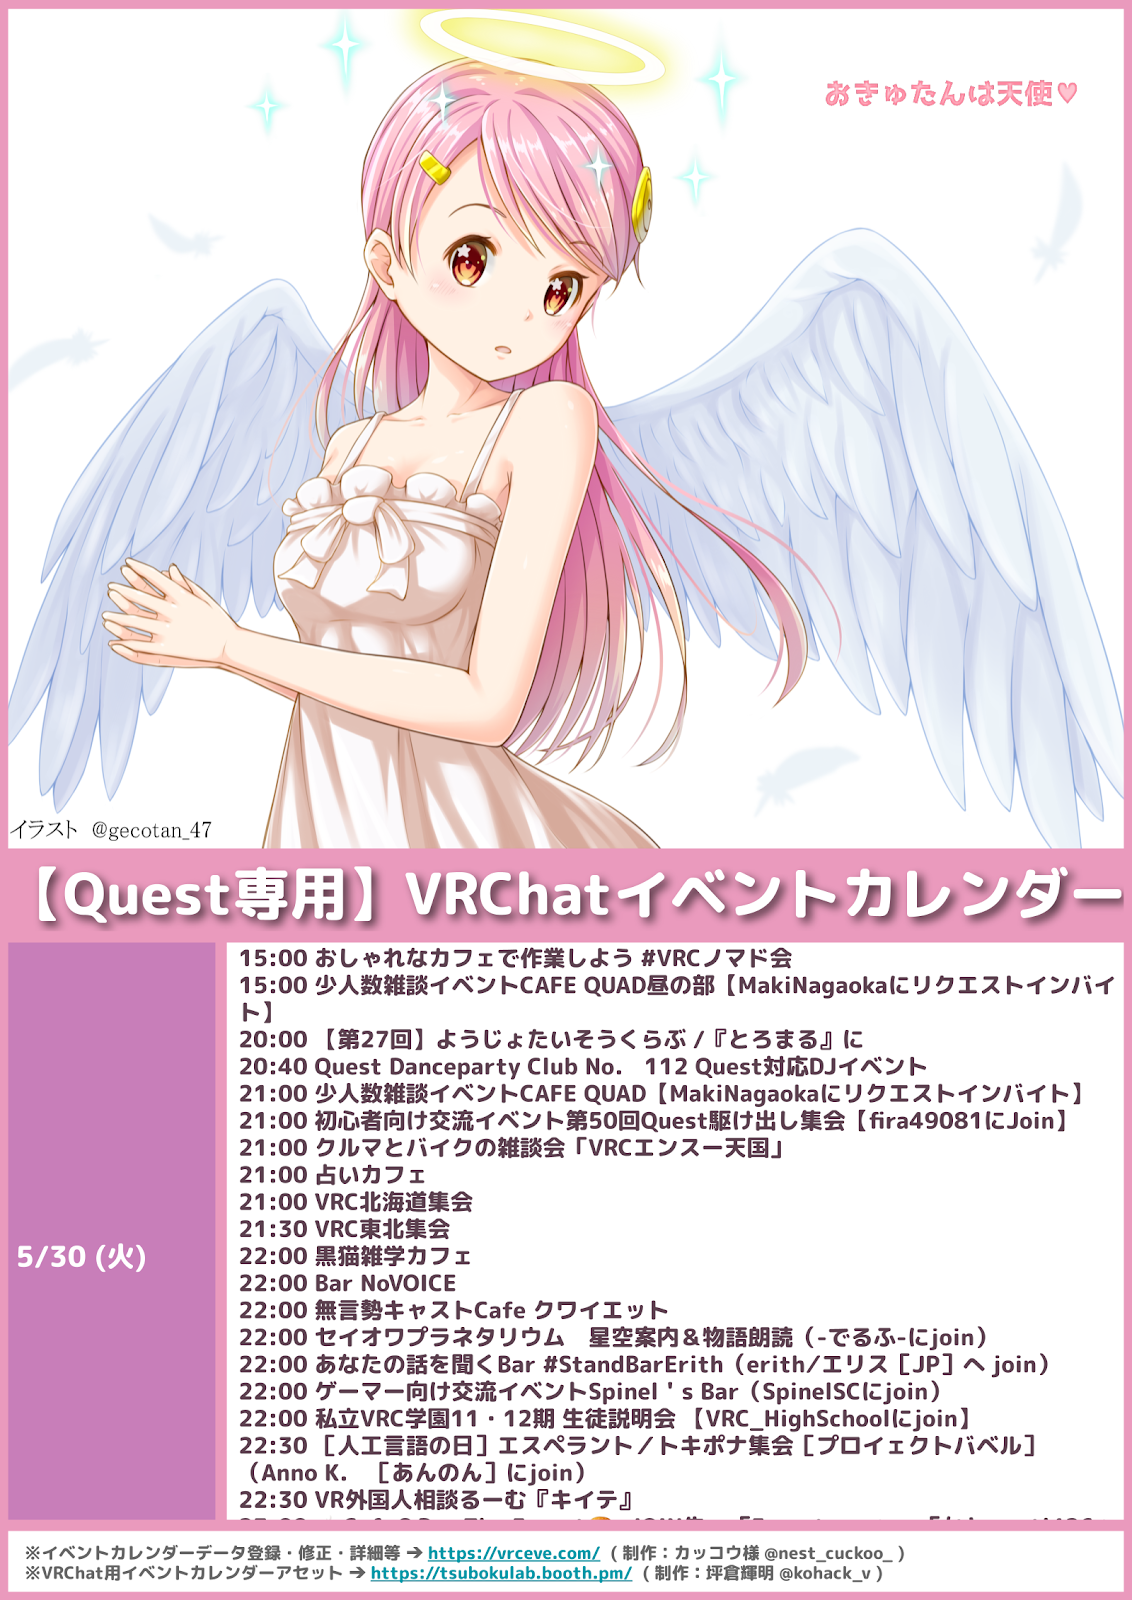 おきゅたんは天使♥
イラスト @gecotan_47
【Quest専用】VRChatイベントカレンダー
5/30 (火)
15:00 おしゃれなカフェで作業しよう #VRCノマド会
15:00 少人数雑談イベントCAFE QUAD昼の部【MakiNagaokaにリクエストインバイ
ト】
20:00 【第27回】ようじょたいそうくらぶ /『とろまる』に
20:40 Quest Danceparty Club No. 112 Quest対応DJイベント
21:00 少人数雑談イベントCAFE QUAD【MakiNagaokaにリクエストインバイト】
21:00 初心者向け交流イベント第50回Quest駆け出し集会【fira49081にJoin】
21:00 クルマとバイクの雑談会「VRCエンスー天国」
21:00 占いカフェ
21:00 VRC北海道集会
21:30 VRC東北集会
22:00 黒猫雑学カフェ
22:00 Bar NoVOICE
22:00 無言勢キャストCafe クワイエット
22:00 セイオワプラネタリウム 星空案内＆物語朗読（-でるふ-にjoin）
22:00 あなたの話を聞くBar #StandBarErith（erith/エリス［JP］へ join）
22:00 ゲーマー向け交流イベントSpinel ' s Bar（SpinelSCにjoin）
22:00 私立VRC学園11・12期 生徒説明会 【VRC_HighSchoolにjoin】
22:30 ［人工言語の日］エスペラント／トキポナ集会［プロイェクトバベル］
（Anno K. ［あんのん］にjoin）
22:30 VR外国人相談るーむ『キイテ』
※イベントカレンダーデータ登録・修正・詳細等 ➔ https://vrceve.com/ ( 制作：カッコウ様 @nest_cuckoo_ )
※VRChat用イベントカレンダーアセット ➔ https://tsubokulab.booth.pm/ ( 制作：坪倉輝明 @kohack_v )